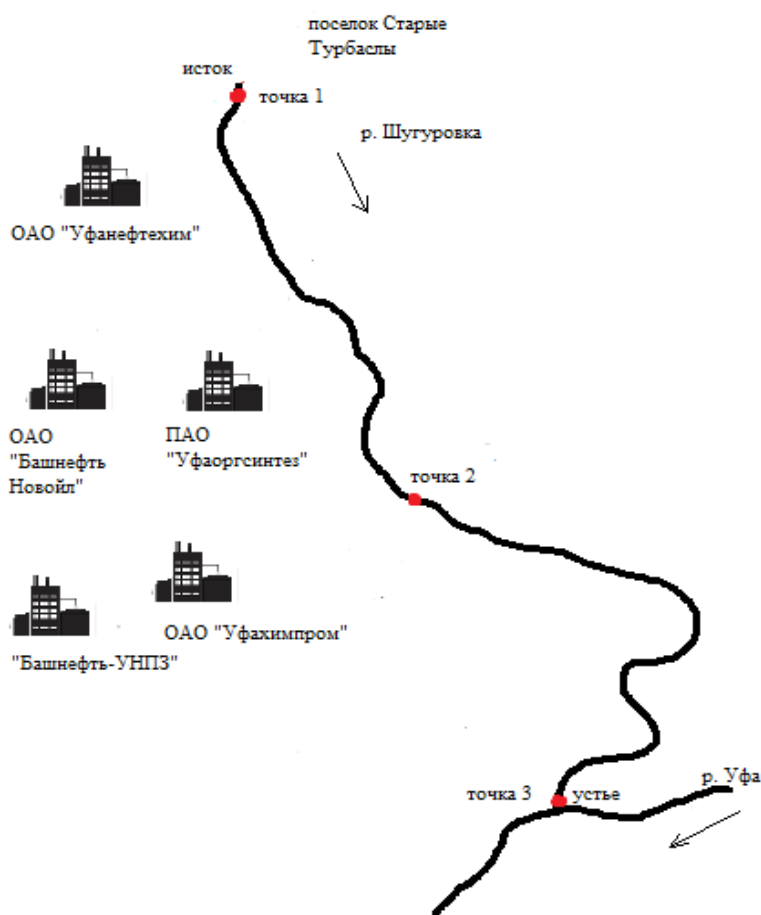 поселок Старые
Турбаслы
исток
точка 1
р. Шугуровка
ОАО "Уфанефтехим"
ОАО
"Башнефть
Новойл"
ПАО
"Уфаоргсинтез"
точка 2
ОАО "Уфахимпром"
"Башнефть-УНПЗ"
р. Уфа
точка 3
устье